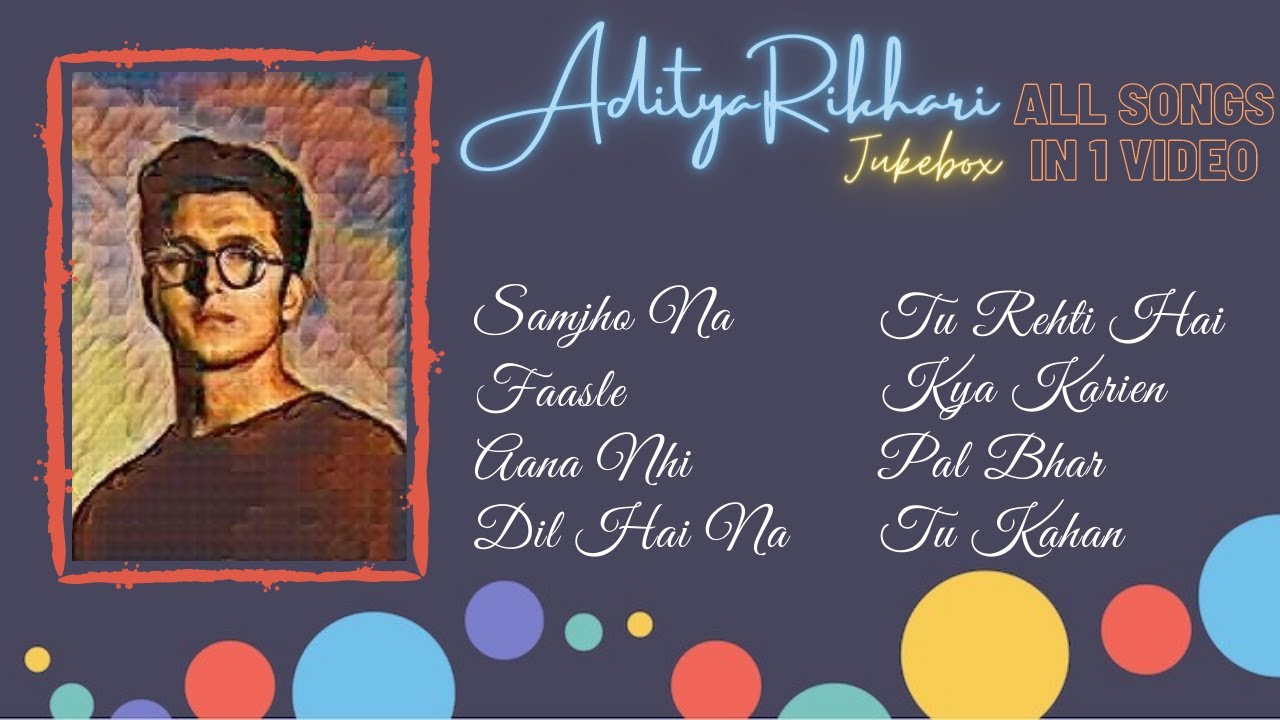 AdityaRikhari
Jukebox
ALL SONGS
IN 1 VIDEO
Samjho Na
Faasle
Aana Nhi
Dil Hai Na
Tu Rehti Hai
Kya Karien
Pal Bhar
Tu Kahan